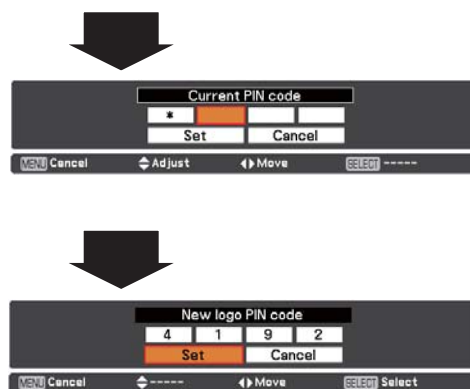 Current PIN code
*
Set Cancel
MENU Cancel Adjust Move SELECT -----
New logo PIN code
4 1 9 2
Set Cancel
MENU Cancel ----- Move SELECT Select